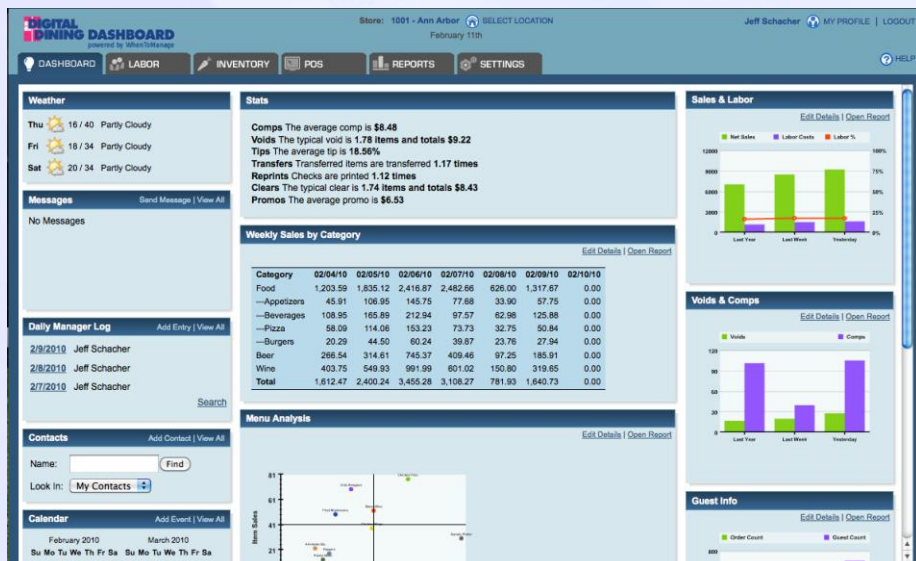 DIGITAL
DINING DASHBOARD
powered by WhenToManage
Store: 1001 - Ann Arbor SELECT LOCATION
February 11th
Jeff Schacher MY PROFILE | LOGOUT
DASHBOARD LABOR INVENTORY POS REPORTS SETTINGS
HELP
Weather
Thu 16 / 40 Partly Cloudy
Fri 18 / 34 Partly Cloudy
Sat 20 / 34 Partly Cloudy
Messages Send Message | View All
No Messages
Daily Manager Log Add Entry | View All
2/9/2010 Jeff Schacher
2/8/2010 Jeff Schacher
2/7/2010 Jeff Schacher
Search
Contacts Add Contact | View All
Name: Find
Look In: My Contacts
Calendar Add Event | View All
February 2010 March 2010
Su Mo Tu We Th Fr Sa Su Mo Tu We Th Fr Sa
Stats
Comps The average comp is $8.48
Voids The typical void is 1.78 items and totals $9.22
Tips The average tip is 18.56%
Transfers Transferred items are transferred 1.17 times
Reprints Checks are printed 1.12 times
Clears The typical clear is 1.74 items and totals $8.43
Promos The average promo is $6.53
Weekly Sales by Category
Edit Details | Open Report
Category 02/04/10 02/05/10 02/06/10 02/07/10 02/08/10 02/09/10 02/10/10
Food 1,203.59 1,835.12 2,416.87 2,482.66 626.00 1,317.67 0.00
—Appetizers 45.91 106.95 145.75 77.68 33.90 57.75 0.00
—Beverages 108.95 165.89 212.94 97.57 62.98 125.88 0.00
—Pizza 58.09 114.06 153.23 73.73 32.75 50.84 0.00
—Burgers 20.29 44.50 60.24 39.87 23.76 27.94 0.00
Beer 266.54 314.61 745.37 409.46 97.25 185.91 0.00
Wine 403.75 549.93 991.99 601.02 150.80 319.65 0.00
Total 1,612.47 2,400.24 3,455.28 3,108.27 781.93 1,640.73 0.00
Menu Analysis
Edit Details | Open Report
81
61
41
21
Item Sales
Sales & Labor
Edit Details | Open Report
Net Sales Labor Costs Labor %
12000 100%
9000 75%
6000 50%
3000 25%
0 0%
Last Year Last Week Yesterday
Voids & Comps
Edit Details | Open Report
Voids Comps
120
90
60
30
0
Last Year Last Week Yesterday
Guest Info
Edit Details | Open Report
Order Count Guest Count
800